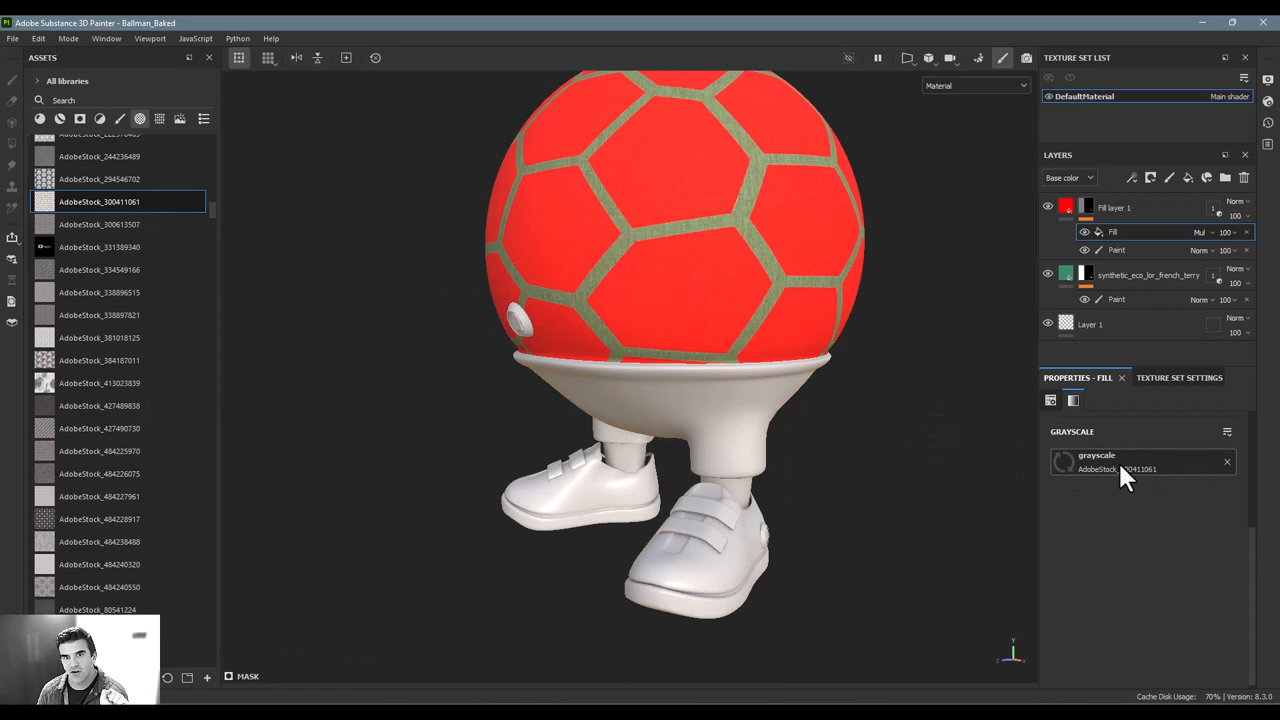 Pt Adobe Substance 3D Painter - Ballman_Baked
File Edit Mode Window Viewport JavaScript Python Help
ASSETS
All libraries
Search
AdobeStock_244236489
AdobeStock_294546702
AdobeStock_300411061
AdobeStock_300613507
AdobeStock_331389340
AdobeStock_334549166
AdobeStock_338896515
AdobeStock_338897821
AdobeStock_381018125
AdobeStock_384187011
AdobeStock_413023839
AdobeStock_427489838
AdobeStock_427490730
AdobeStock_484225970
AdobeStock_484226075
AdobeStock_484227961
AdobeStock_484228917
AdobeStock_484238488
AdobeStock_484240320
AdobeStock_484240550
AdobeStock_80541224
Material
MASK
Y
Z X
TEXTURE SET LIST
DefaultMaterial Main shader
LAYERS
Base color
Fill layer 1 1 Norm
100
Fill Mul 100
Paint Norm 100
synthetic_eco_lor_french_terry 1 Norm
100
Paint Norm 100
Layer 1 Norm
100
PROPERTIES - FILL TEXTURE SET SETTINGS
GRAYSCALE
grayscale
Cache Disk Usage: 70% | Version: 8.3.0